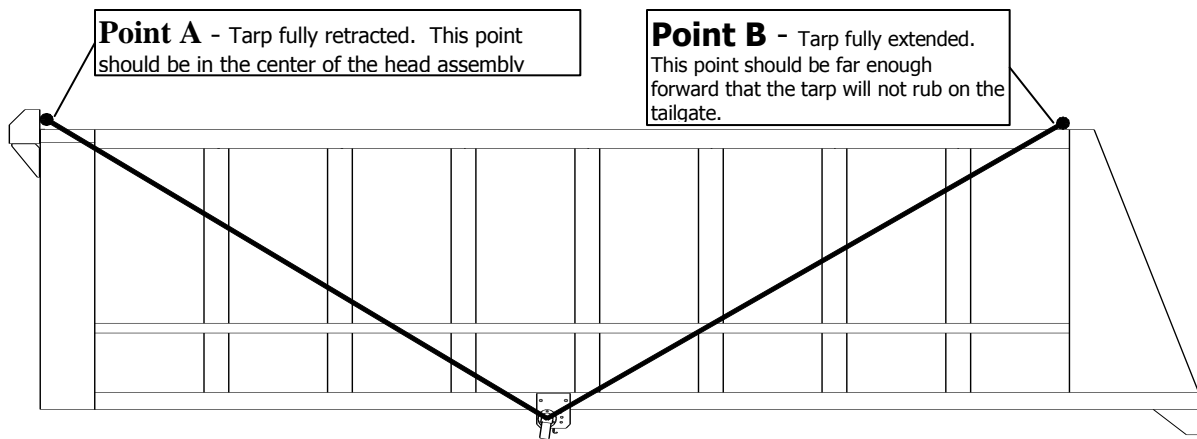 Point A - Tarp fully retracted. This point
should be in the center of the head assembly
Point B - Tarp fully extended.
This point should be far enough
forward that the tarp will not rub on the
tailgate.